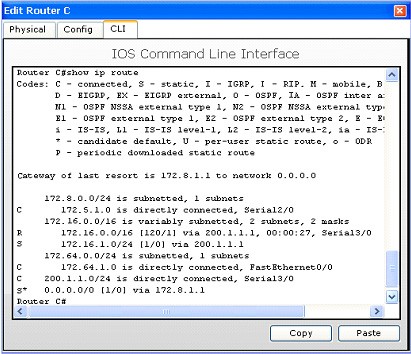 Edit Router C
Physical
Config
CLI
IOS Command Line Interface
Router C#show ip route
Codes: C - connected, S - static, I - IGRP, I - RIP. M - mobile, B
D - EIGRP, EX - EIGRP external, O - OSPF, IA - OSPF inter a
N1 - OSPF NSSA external type 1, N2 - OSPF NSSA external typ
E1 - OSPF external type 1, E2 - OSPF external type 2, E - E
i - IS-IS, L1 - IS-IS level-1, L2 - IS-IS level-2, ia - IS-
* - candidate default, U - per-user static route, o - ODR
P - periodic downloaded static route
Gateway of last resort is 172.8.1.1 to network 0.0.0.0
172.8.0.0/24 is subnetted, 1 subnets
C 172.5.1.0 is directly connected, Serial2/0
172.16.0.0/16 is variably subnetted, 2 subnets, 2 masks
R 172.16.0.0/16 [120/1] via 200.1.1.1, 00:00:27, Serial3/0
S 172.16.1.0/24 [1/0] via 200.1.1.1
172.64.0.0/24 is subnetted, 1 subnets
C 172.64.1.0 is directly connected, FastEthernet0/0
C 200.1.1.0/24 is directly connected, Serial3/0
S* 0.0.0.0/0 [1/0] via 172.8.1.1
Router C#
Copy
Paste